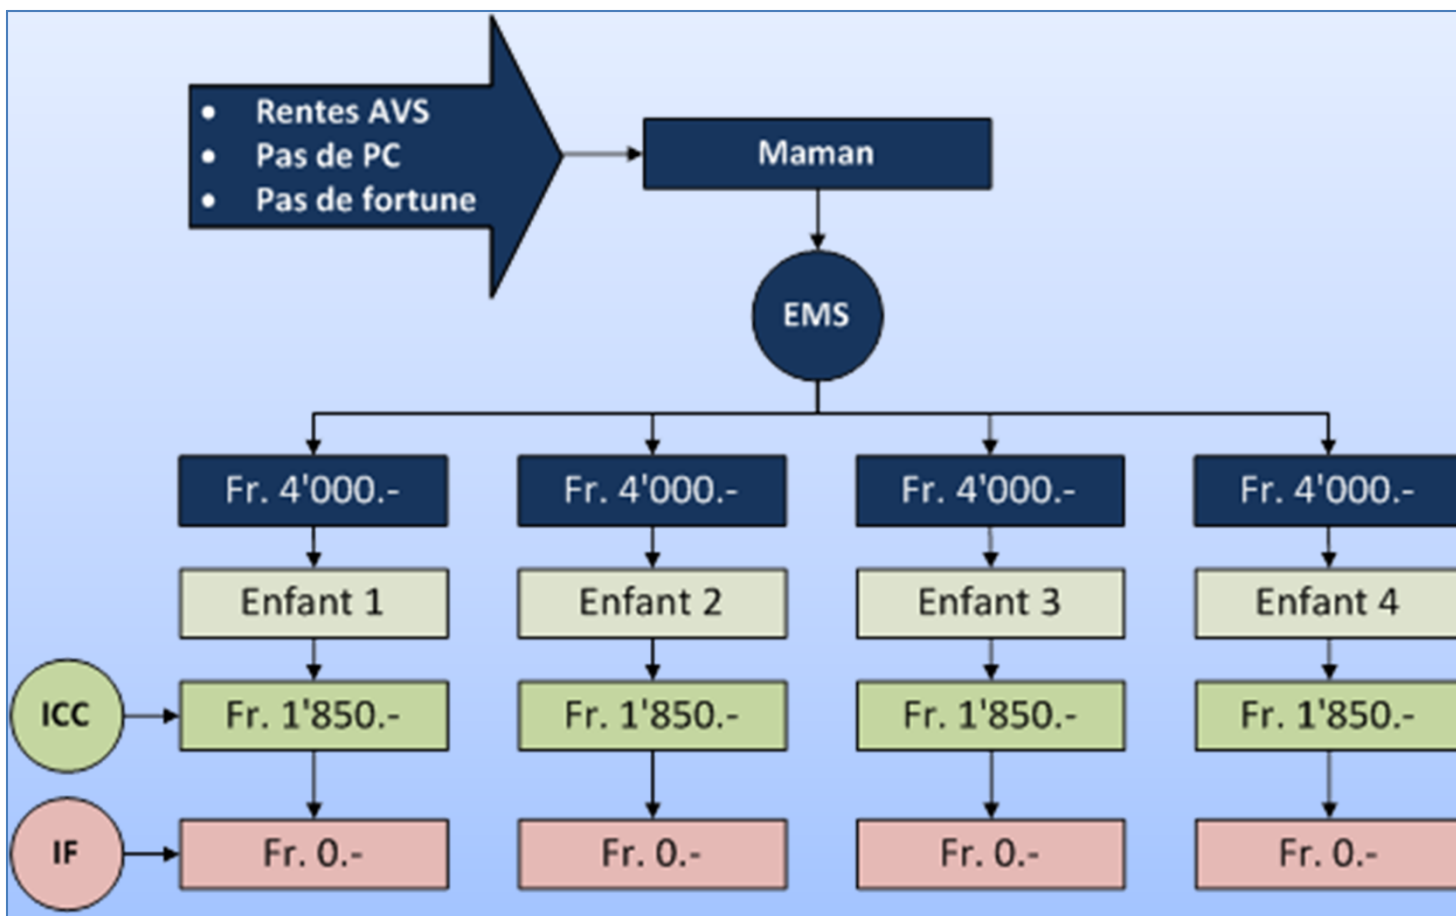 • Rentes AVS
• Pas de PC
• Pas de fortune
Maman
EMS
Fr. 4'000.- Fr. 4'000.- Fr. 4'000.- Fr. 4'000.-
Enfant 1 Enfant 2 Enfant 3 Enfant 4
ICC Fr. 1'850.- Fr. 1'850.- Fr. 1'850.- Fr. 1'850.-
IF Fr. 0.- Fr. 0.- Fr. 0.- Fr. 0.-